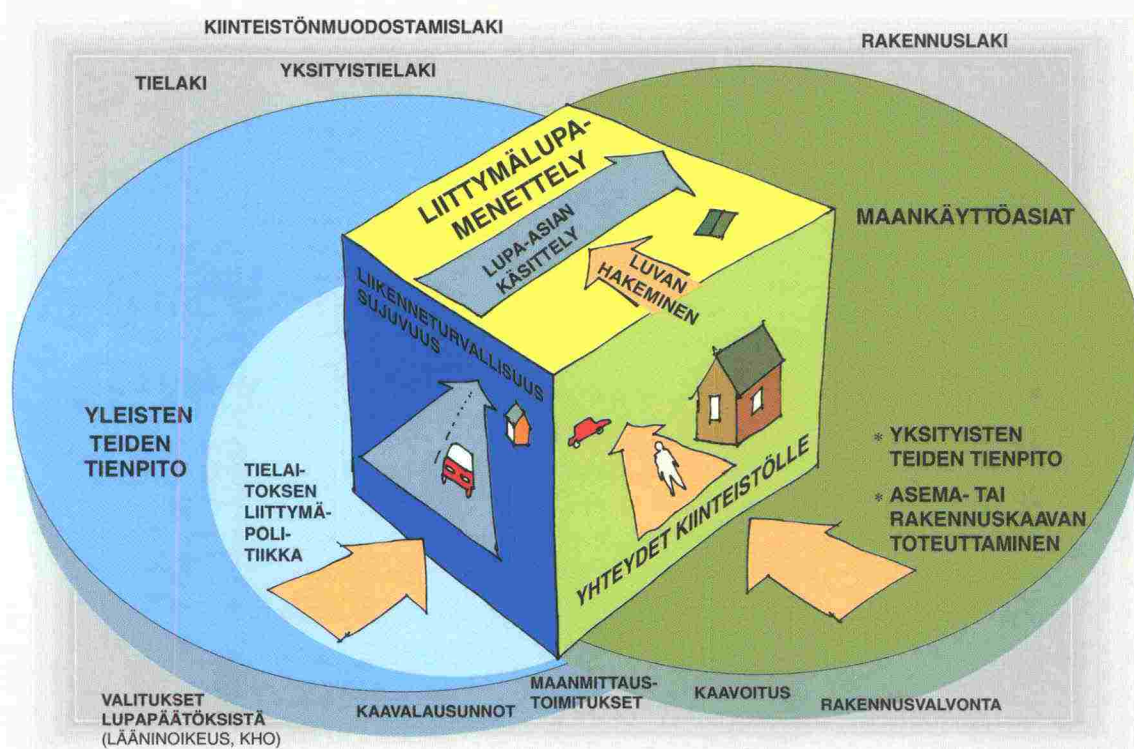 KIINTEISTÖNMUODOSTAMISLAKI
RAKENNUSLAKI
TIELAKI
YKSITYISTIELAKI
LIITTYMÄLUPA-
MENETTELY
LUPA-ASIAN
KÄSITTELY
LUVAN
HAKEMINEN
MAANKÄYTTÖASIAT
LIIKENNETURVALLISUUS
SUJUVUUS
YLEISTEN
TEIDEN
TIENPITO
TIELAI-
TOKSEN
LIITTYMÄ-
POLI-
TIIKKA
YHTEYDET KIINTEISTÖLLE
* YKSITYISTEN
TEIDEN TIENPITO
* ASEMA- TAI
RAKENNUSKAAVAN
TOTEUTTAMINEN
VALITUKSET
LUPAPÄÄTÖKSISTÄ
(LÄÄNINOIKEUS, KHO)
KAAVALAUSUNNOT
MAANMITTAUS-
TOIMITUKSET
KAAVOITUS
RAKENNUSVALVONTA